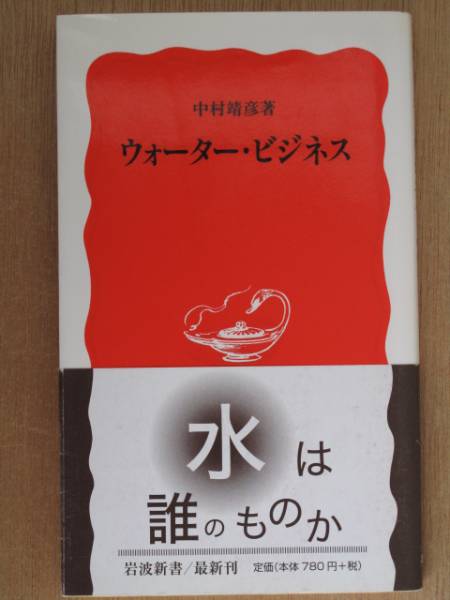 中村靖彦著
ウォーター・ビジネス
水は
誰のものか
岩波新書/最新刊 定価(本体780円+税)